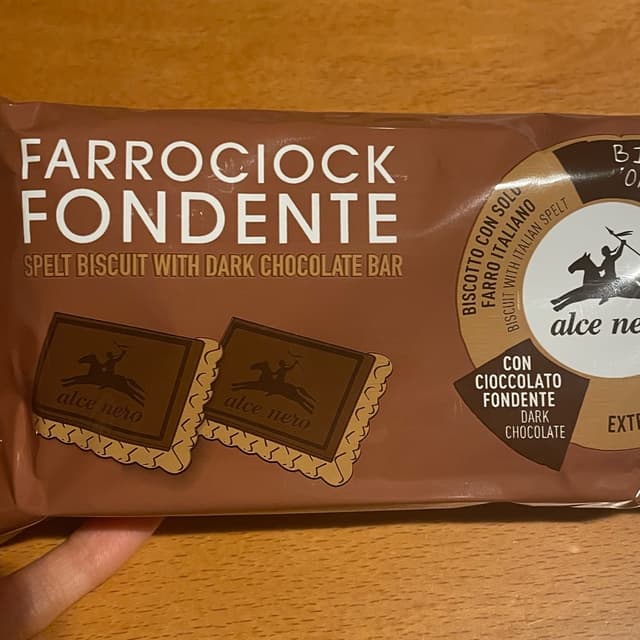 FARROCIOCK
FONDENTE
SPELT BISCUIT WITH DARK CHOCOLATE BAR
BISCOTTO CON SOLO
FARRO ITALIANO
BISCUIT WITH ITALIAN SPELT
alce
CON
CIOCCOLATO
FONDENTE
DARK
CHOCOLATE
alce nero
alce nero